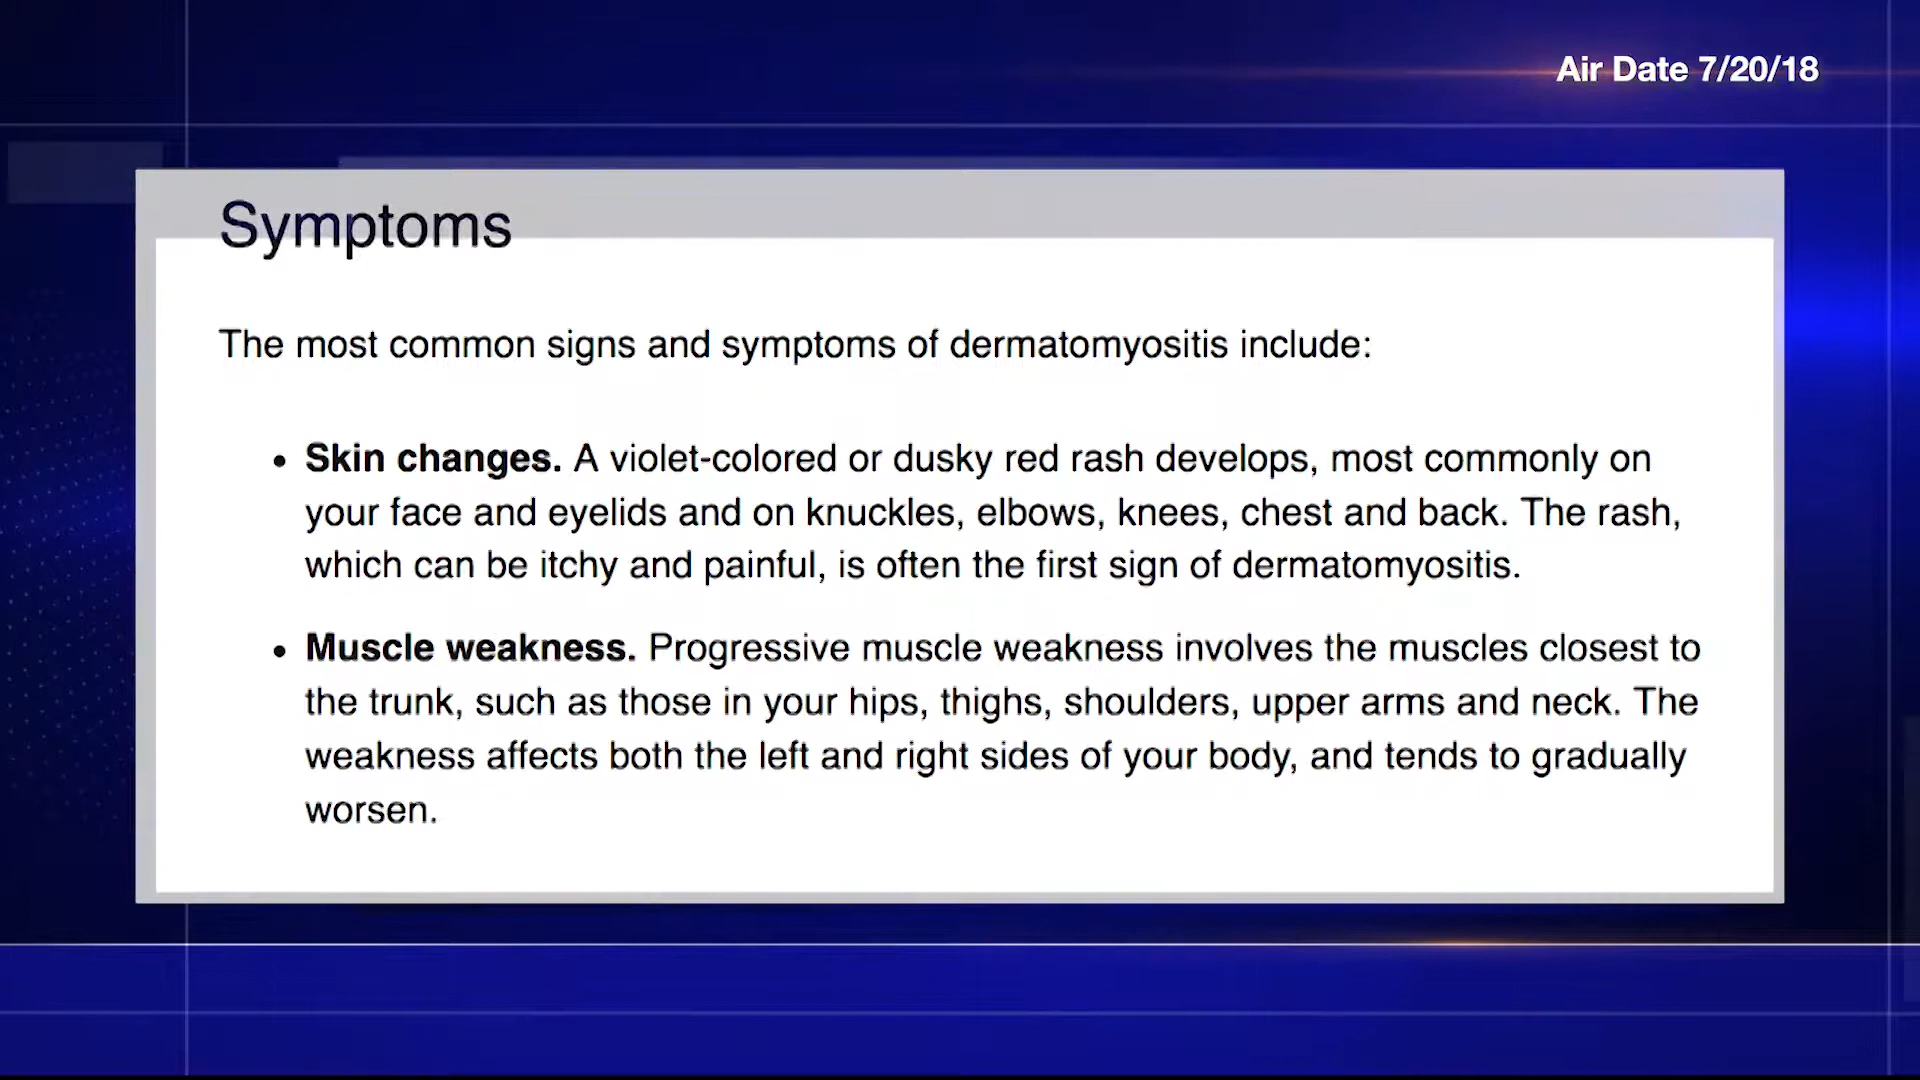 Air Date 7/20/18
Symptoms
The most common signs and symptoms of dermatomyositis include:
• Skin changes. A violet-colored or dusky red rash develops, most commonly on
your face and eyelids and on knuckles, elbows, knees, chest and back. The rash,
which can be itchy and painful, is often the first sign of dermatomyositis.
• Muscle weakness. Progressive muscle weakness involves the muscles closest to
the trunk, such as those in your hips, thighs, shoulders, upper arms and neck. The
weakness affects both the left and right sides of your body, and tends to gradually
worsen.